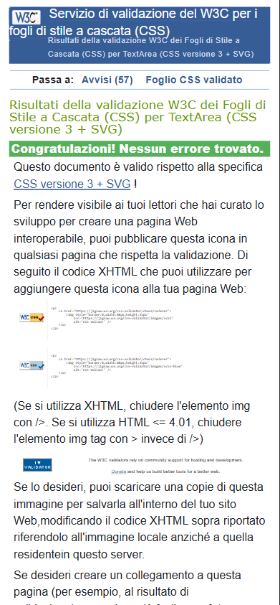 W3C Servizio di validazione del W3C per i
fogli di stile a cascata (CSS)
Risultati della validazione W3C dei Fogli di Stile a
Cascata (CSS) per TextArea (CSS versione 3 + SVG)
Passa a: Avvisi (57) Foglio CSS validato
Risultati della validazione W3C dei Fogli di
Stile a Cascata (CSS) per TextArea (CSS
versione 3 + SVG)
Congratulazioni! Nessun errore trovato.
Questo documento è valido rispetto alla specifica
CSS versione 3 + SVG !
Per rendere visibile ai tuoi lettori che hai curato lo
sviluppo per creare una pagina Web
interoperabile, puoi pubblicare questa icona in
qualsiasi pagina che rispetta la validazione. Di
seguito il codice XHTML che puoi utilizzare per
aggiungere questa icona alla tua pagina Web:
W3C
W3C
(Se si utilizza XHTML, chiudere l'elemento img
con />. Se si utilizza HTML <= 4.01, chiudere
l'elemento img tag con > invece di />)
The W3C validators rely on community support for hosting and development.
Donate and help us build better tools for a better web.
Se lo desideri, puoi scaricare una copia di questa
immagine per salvarla all'interno del tuo sito
Web,modificando il codice XHTML sopra riportato
riferendolo all'immagine locale anziché a quella
residentein questo server.
Se desideri creare un collegamento a questa
pagina (per esempio, al risultato di